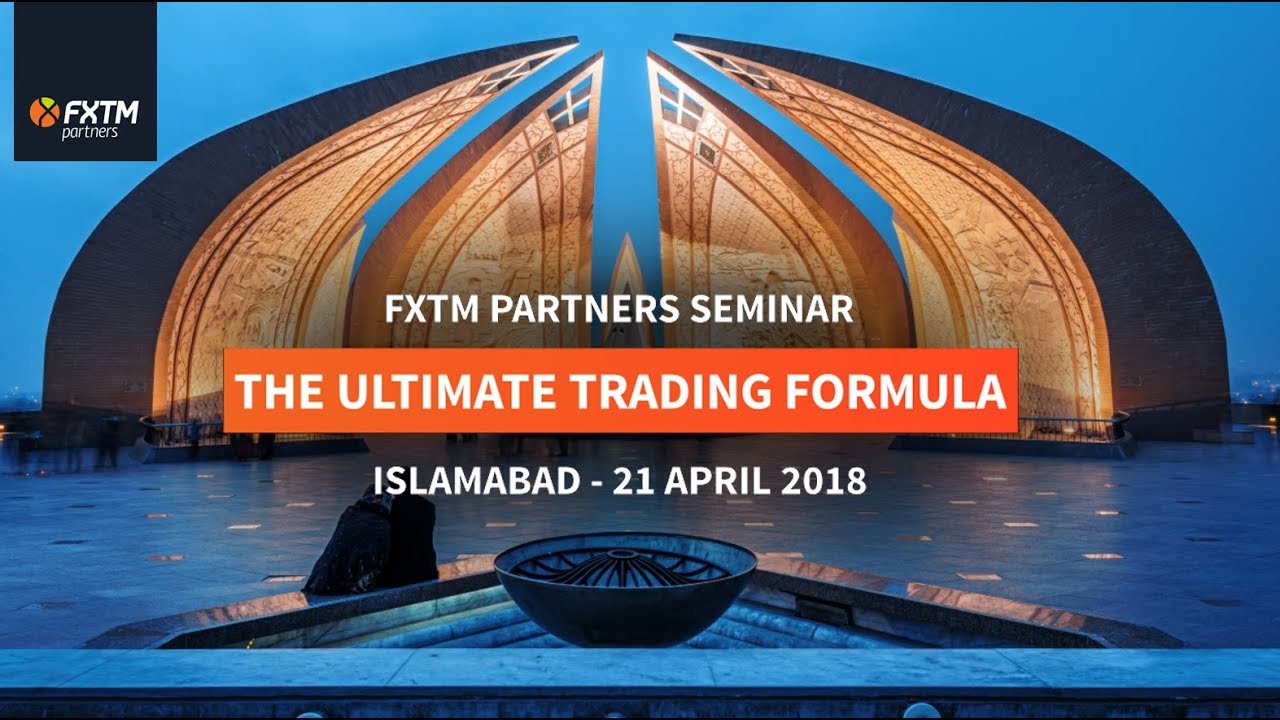 FXTM
partners
FXTM PARTNERS SEMINAR
THE ULTIMATE TRADING FORMULA
ISLAMABAD - 21 APRIL 2018